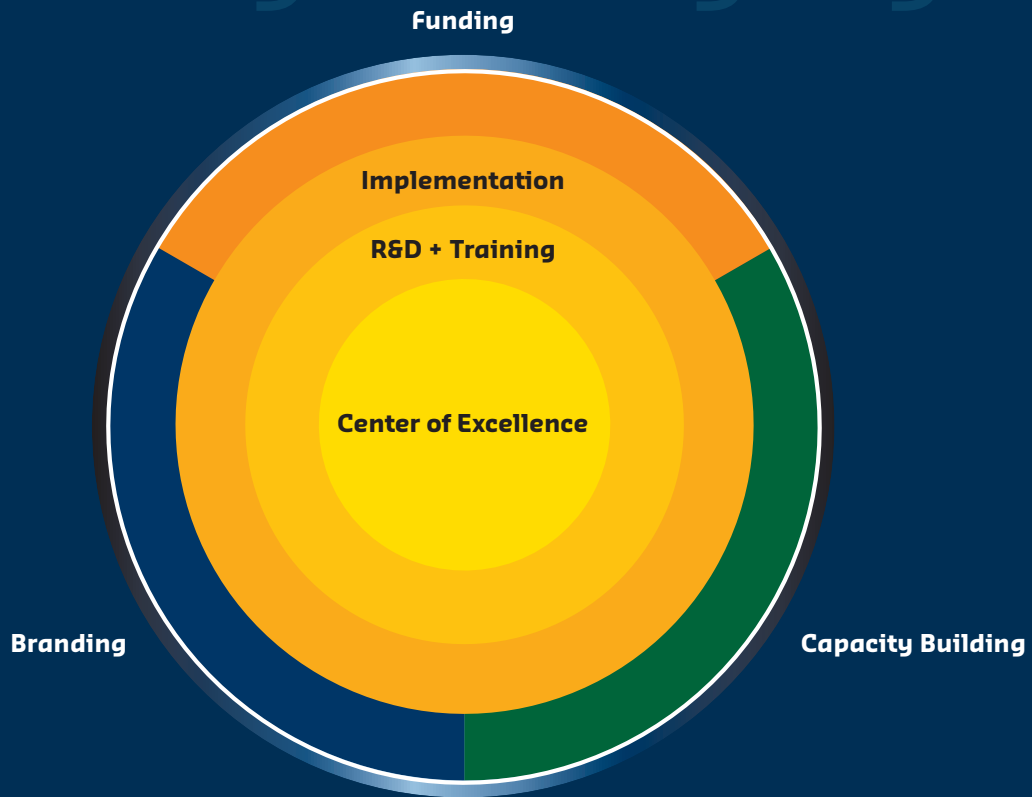 Funding
Implementation
R&D + Training
Center of Excellence
Branding
Capacity Building